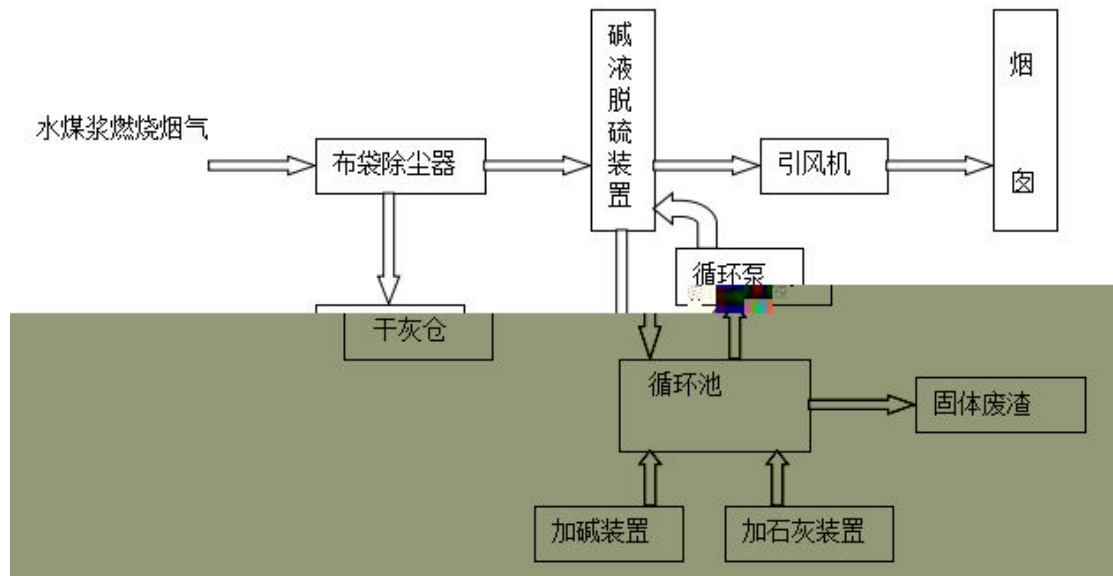 碱液脱硫装置
烟囱
水煤浆燃烧烟气
布袋除尘器
引风机
循环泵
干灰仓
循环池
固体废渣
加碱装置
加石灰装置